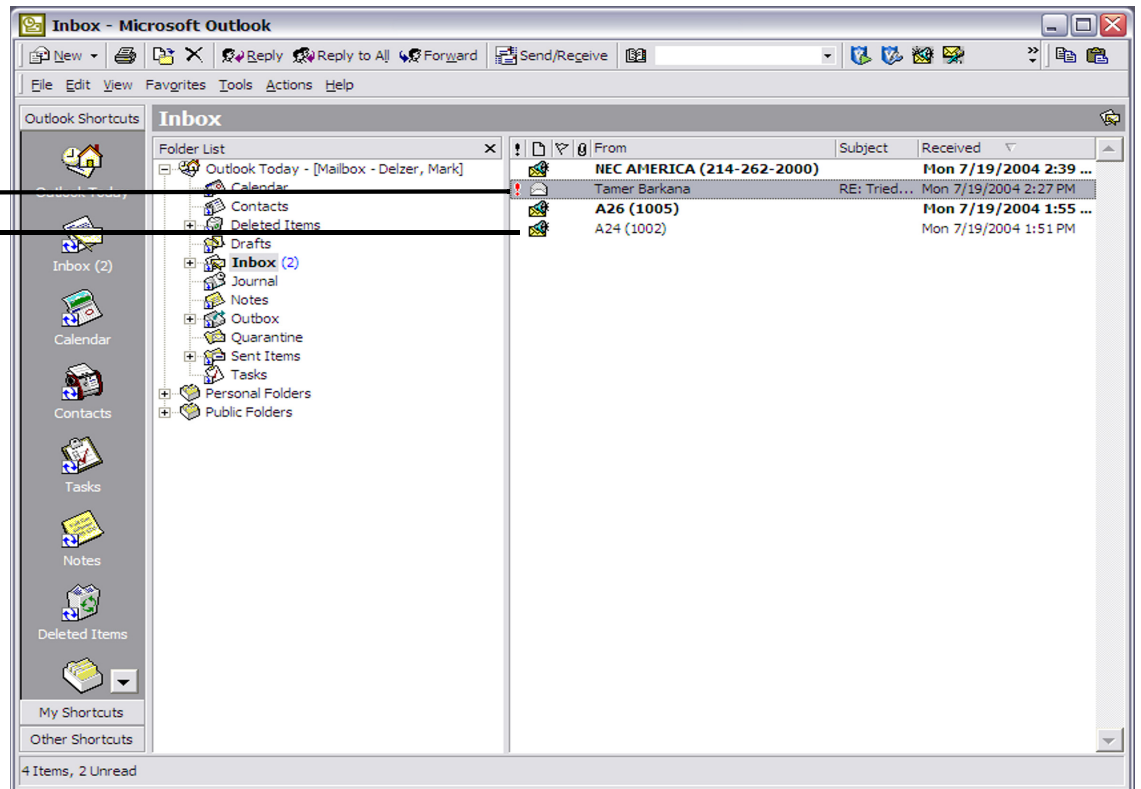 Inbox - Microsoft Outlook
New Reply Reply to All Forward Send/Receive
File Edit View Favorites Tools Actions Help
Outlook Shortcuts
Outlook Today
Inbox (2)
Calendar
Contacts
Tasks
Notes
Deleted Items
My Shortcuts
Other Shortcuts
Inbox
Folder List
Outlook Today - [Mailbox - Delzer, Mark]
Calendar
Contacts
Deleted Items
Drafts
Inbox (2)
Journal
Notes
Outbox
Quarantine
Sent Items
Tasks
Personal Folders
Public Folders
! From Subject Received
NEC AMERICA (214-262-2000) Mon 7/19/2004 2:39 ...
! Tamer Barkana RE: Tried... Mon 7/19/2004 2:27 PM
A26 (1005) Mon 7/19/2004 1:55 ...
A24 (1002) Mon 7/19/2004 1:51 PM
4 Items, 2 Unread